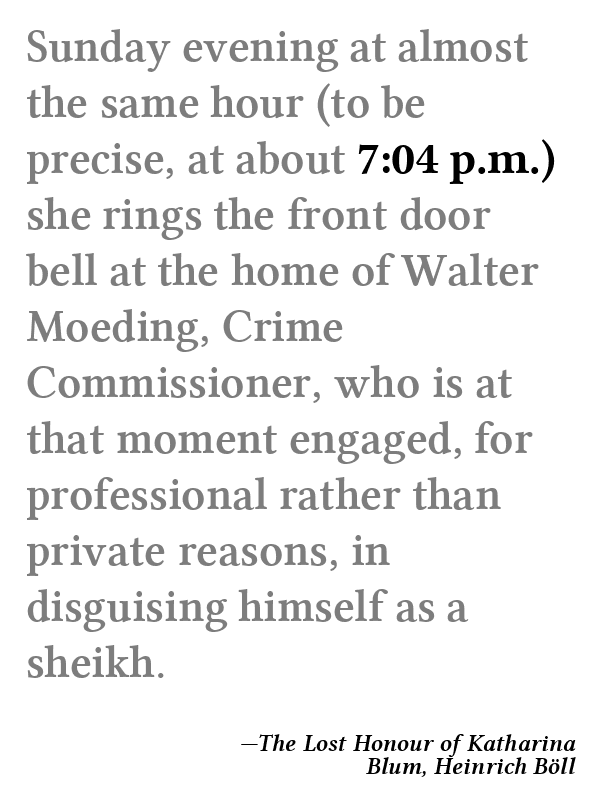 Sunday evening at almost
the same hour (to be
precise, at about 7:04 p.m.)
she rings the front door
bell at the home of Walter
Moeding, Crime
Commissioner, who is at
that moment engaged, for
professional rather than
private reasons, in
disguising himself as a
sheikh.
—The Lost Honour of Katharina
Blum, Heinrich Böll